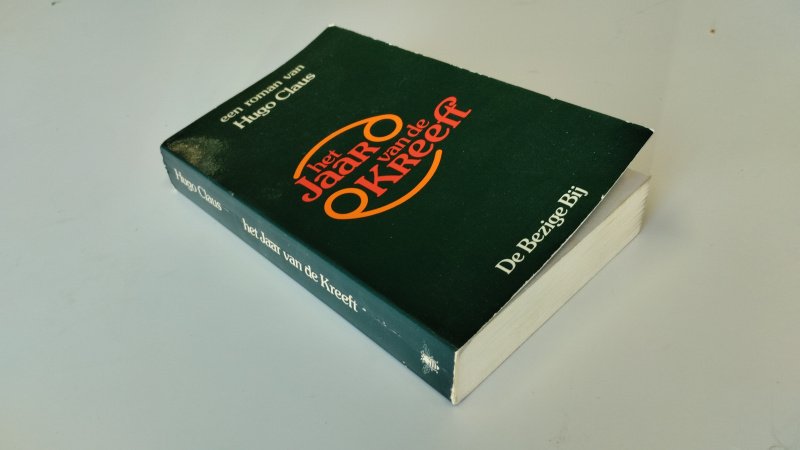 een roman van
Hugo Claus
het
Jaar
van de
Kreeft
De Bezige Bij
Hugo Claus
het Jaar van de Kreeft